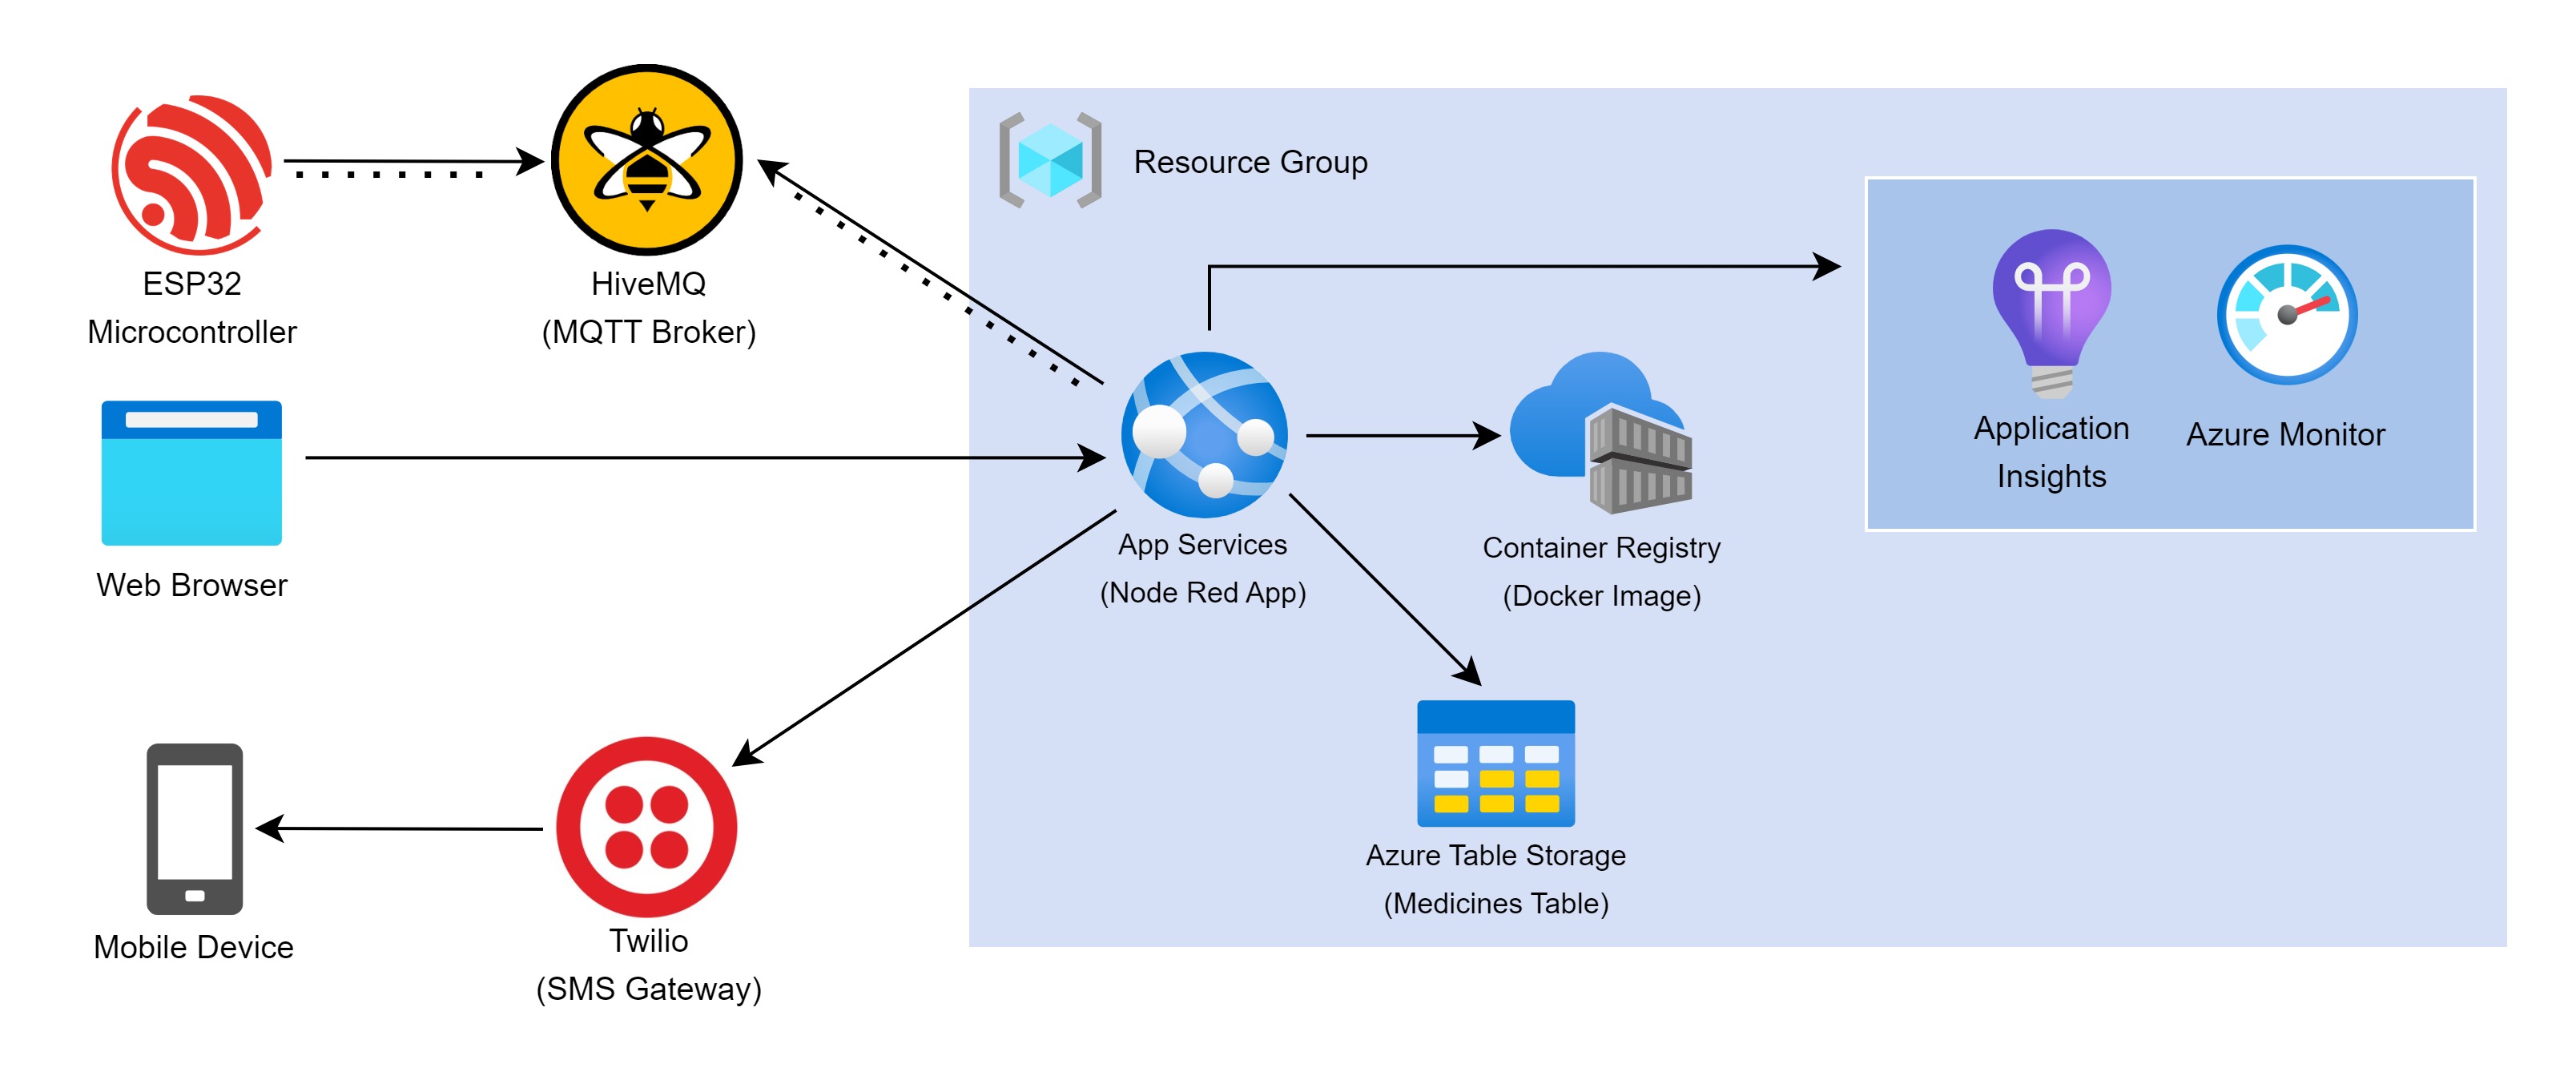 ESP32
Microcontroller
HiveMQ
(MQTT Broker)
Resource Group
Application
Insights
Azure Monitor
Web Browser
App Services
(Node Red App)
Container Registry
(Docker Image)
Azure Table Storage
(Medicines Table)
Mobile Device
Twilio
(SMS Gateway)